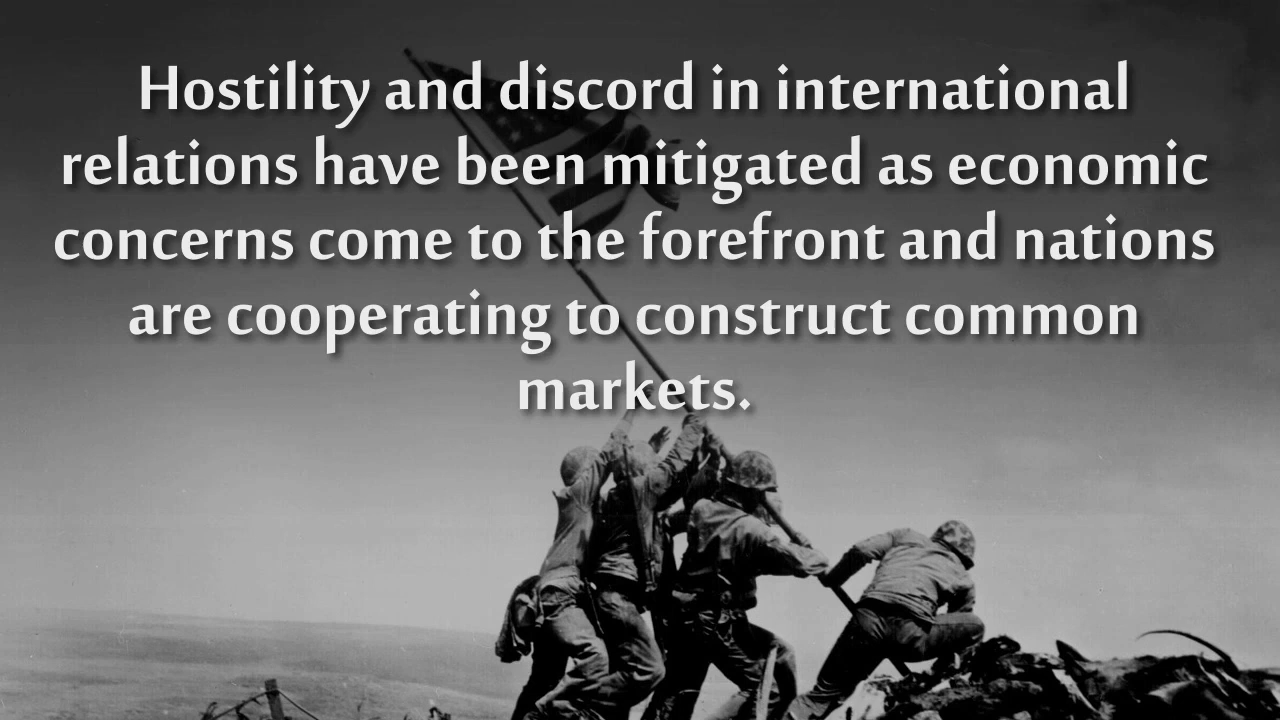 Hostility and discord in international
relations have been mitigated as economic
concerns come to the forefront and nations
are cooperating to construct common
markets.